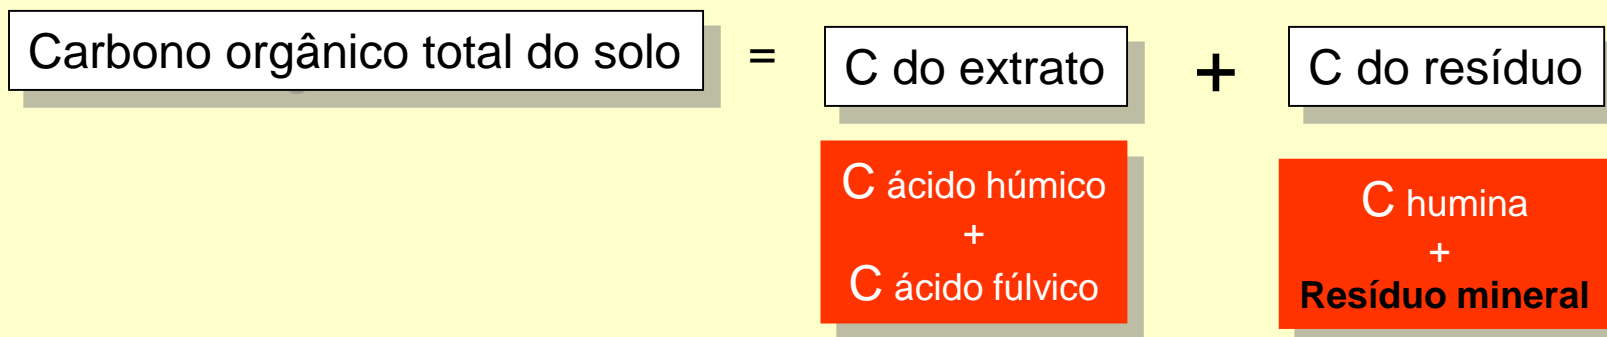 Carbono orgânico total do solo = C do extrato + C do resíduo
C ácido húmico
+
C ácido fúlvico
C humina
+
Resíduo mineral